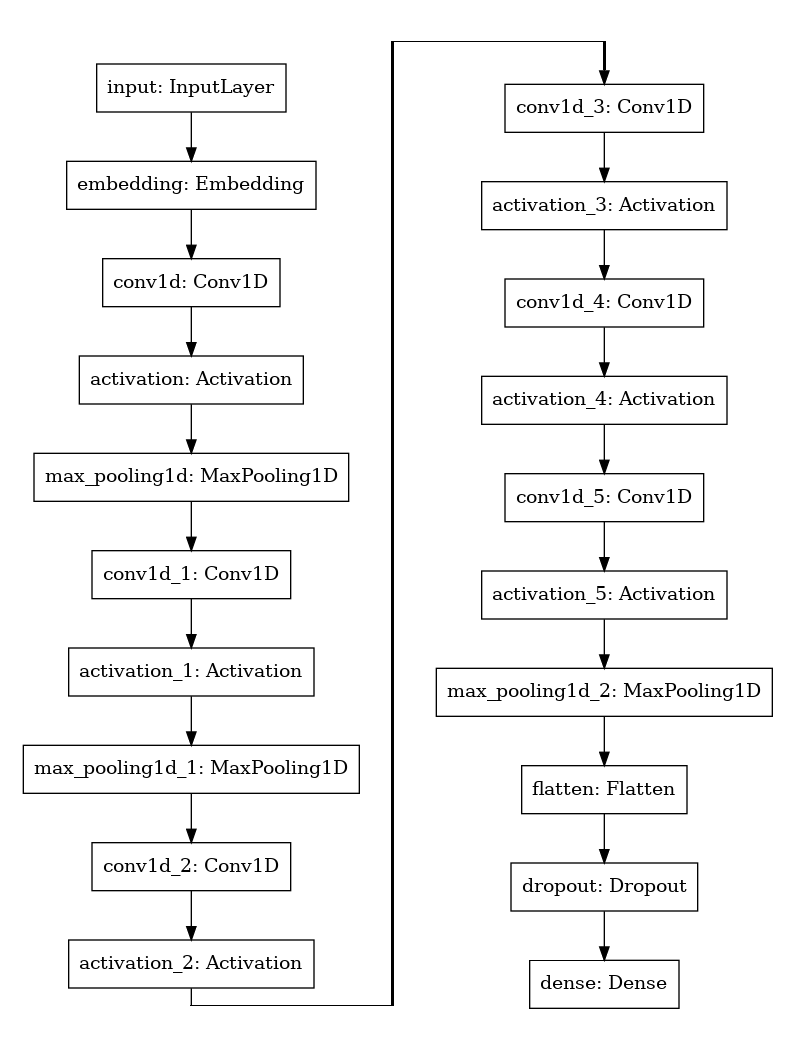 input: InputLayer
embedding: Embedding
conv1d: Conv1D
activation: Activation
max_pooling1d: MaxPooling1D
conv1d_1: Conv1D
activation_1: Activation
max_pooling1d_1: MaxPooling1D
conv1d_2: Conv1D
activation_2: Activation
conv1d_3: Conv1D
activation_3: Activation
conv1d_4: Conv1D
activation_4: Activation
conv1d_5: Conv1D
activation_5: Activation
max_pooling1d_2: MaxPooling1D
flatten: Flatten
dropout: Dropout
dense: Dense